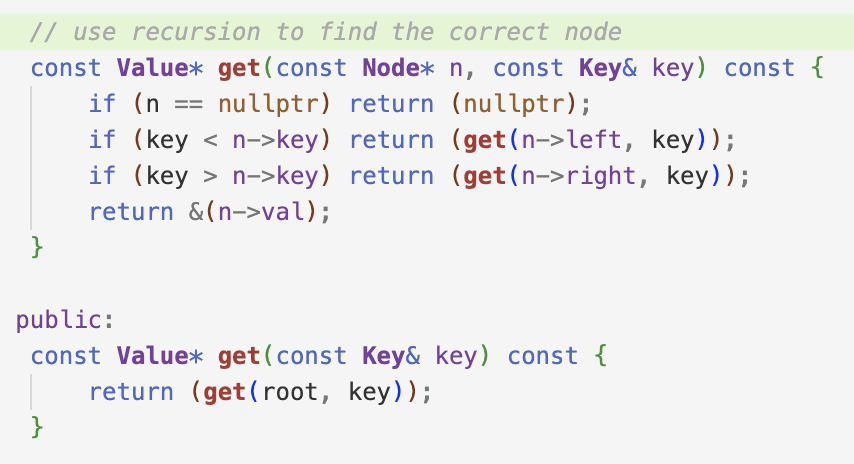 // use recursion to find the correct node
const Value* get(const Node* n, const Key& key) const {
if (n == nullptr) return (nullptr);
if (key < n->key) return (get(n->left, key));
if (key > n->key) return (get(n->right, key));
return &(n->val);
}
public:
const Value* get(const Key& key) const {
return (get(root, key));
}